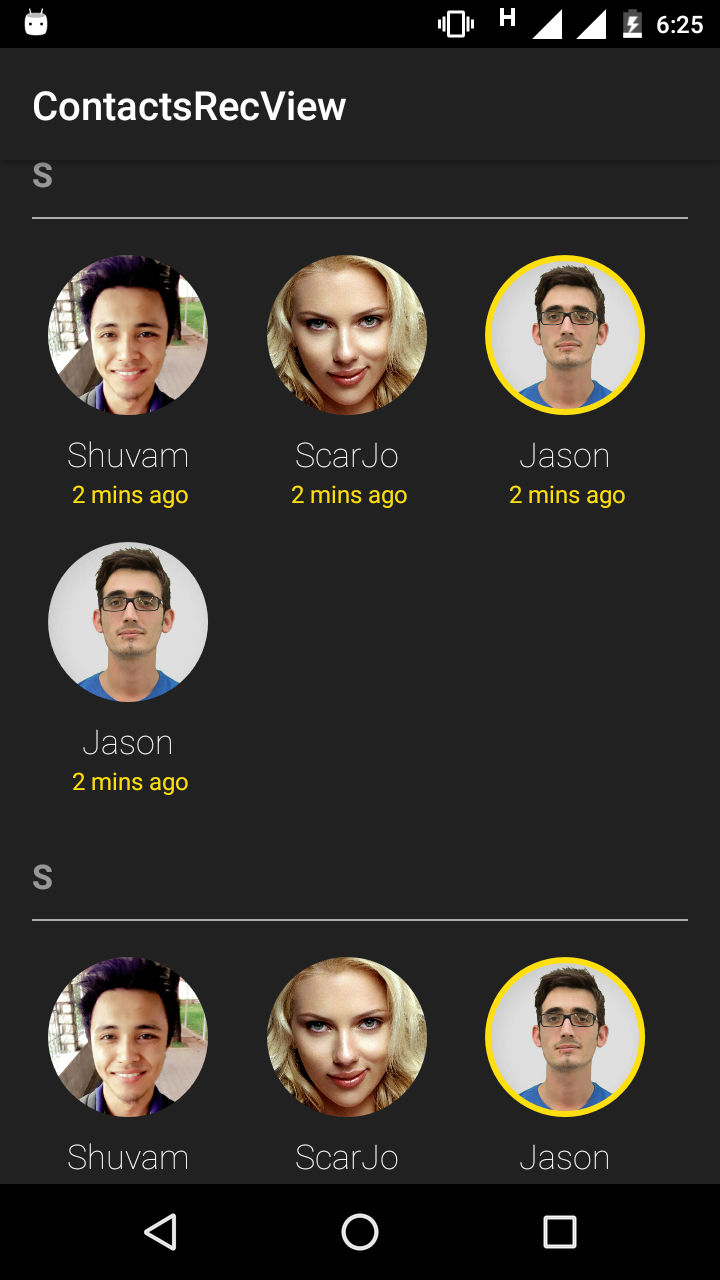 H 6:25
ContactsRecView
S
Shuvam ScarJo Jason
2 mins ago 2 mins ago 2 mins ago
Jason
2 mins ago
S
Shuvam ScarJo Jason